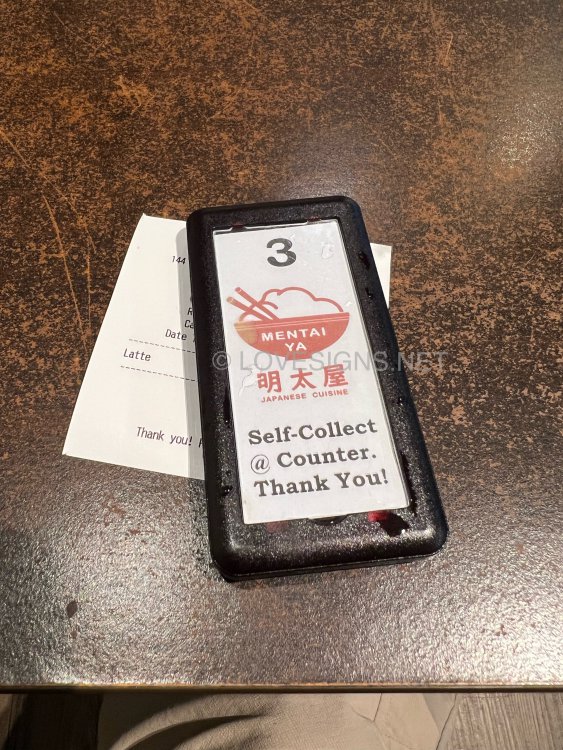 144
R
Ca
Date
Latte
Thank you!
3
MENTAI
YA
明太屋
JAPANESE CUISINE
Self-Collect
@ Counter.
Thank You!
© LOVESIGNS.NET